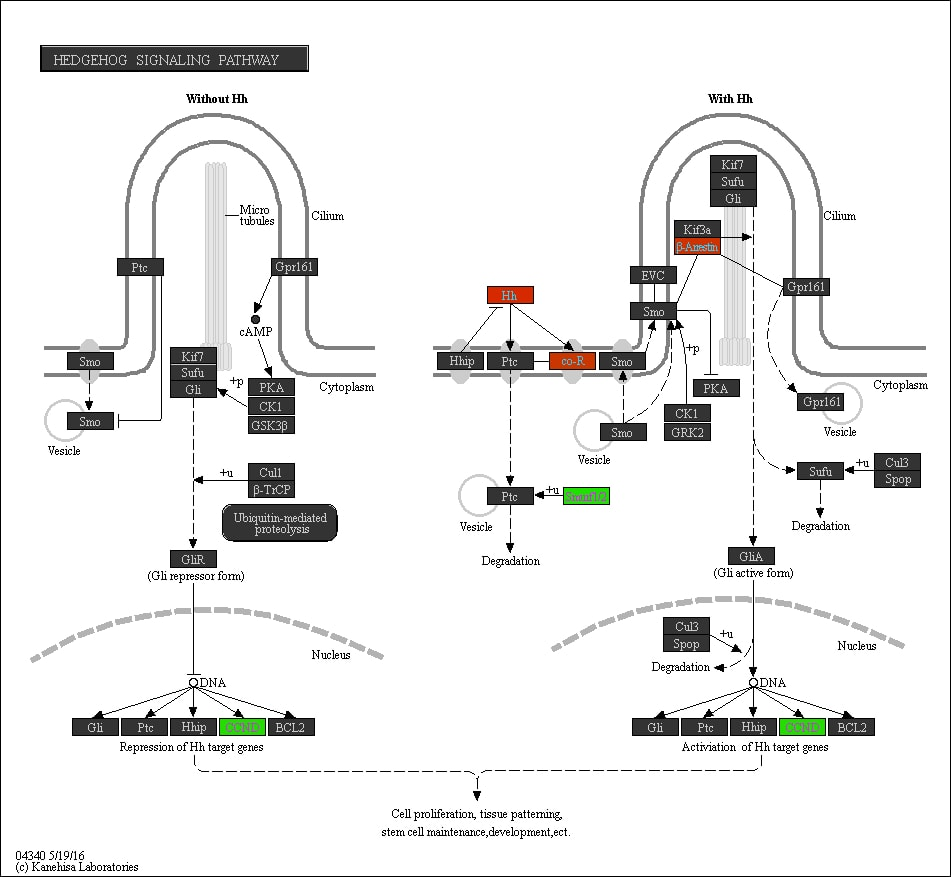 HEDGEHOG SIGNALING PATHWAY
Without Hh
With Hh
Micro
tubules
Cilium
Ptc
Gpr161
cAMP
Smo
Kif7
Sufu
Gli
+p
PKA
CK1
GSK3β
Cytoplasm
Smo
Vesicle
+u
Cul1
β-TrCP
Ubiquitin-mediated
proteolysis
GliR
(Gli repressor form)
Nucleus
DNA
Gli
Ptc
Hhip
CCND
BCL2
Repression of Hh target genes
Kif7
Sufu
Gli
Cilium
Kif3a
β-Arrestin
EVC
Gpr161
Hh
Smo
Hhip
Ptc
co-R
Smo
+p
PKA
Cytoplasm
CK1
GRK2
Gpr161
Vesicle
Smo
Vesicle
Sufu
+u
Cul3
Spop
Degradation
Ptc
+u
Smurf1/2
Vesicle
Degradation
GliA
(Gli active form)
Cul3
Spop
+u
Nucleus
Degradation
DNA
Gli
Ptc
Hhip
CCND
BCL2
Activiation of Hh target genes
Cell proliferation, tissue patterning,
stem cell maintenance,development,ect.
04340 5/19/16
(c) Kanehisa Laboratories